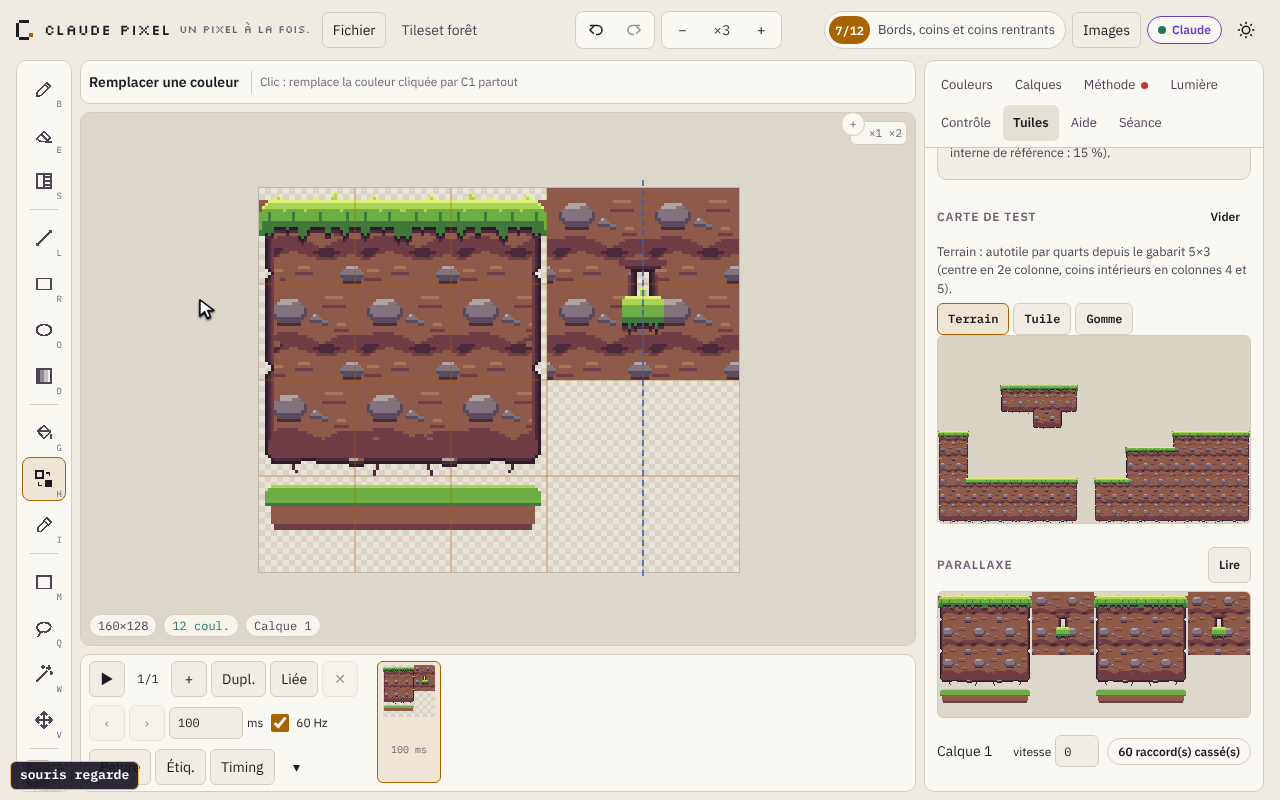 CLAUDE PIXEL UN PIXEL À LA FOIS. Fichier Tileset forêt − ×3 + 7/12 Bords, coins et coins rentrants Images Claude
Remplacer une couleur Clic : remplace la couleur cliquée par C1 partout
B
E
S
L
R
O
D
G
H
I
M
Q
W
V
+ ×1 ×2
160×128 12 coul. Calque 1
1/1 + Dupl. Liée ✕
‹ › 100 ms 60 Hz
Étiq. Timing ▼
100 ms
souris regarde
Couleurs Calques Méthode Lumière
Contrôle Tuiles Aide Séance
interne de référence : 15 %).
CARTE DE TEST Vider
Terrain : autotile par quarts depuis le gabarit 5×3
(centre en 2e colonne, coins intérieurs en colonnes 4 et
5).
Terrain Tuile Gomme
PARALLAXE Lire
Calque 1 vitesse 0 60 raccord(s) cassé(s)